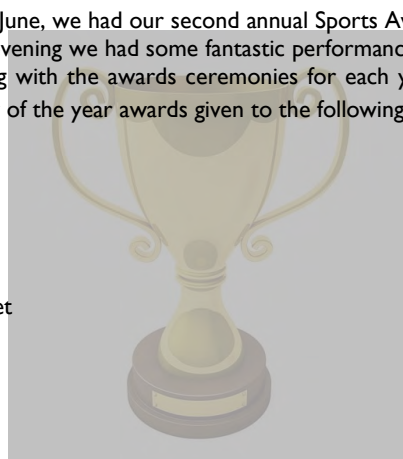 June, we had our second annual Sports Av
vening we had some fantastic performanc
g with the awards ceremonies for each y
of the year awards given to the following
et